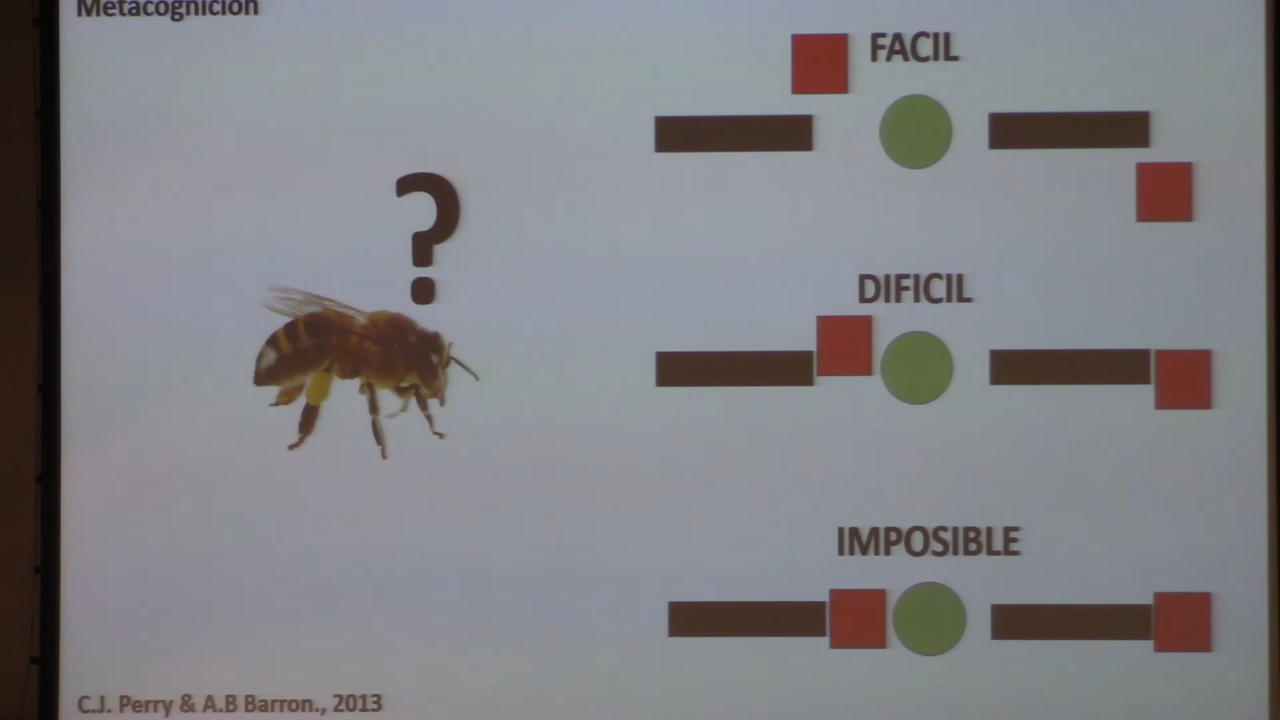 Metacognición
FACIL
?
DIFICIL
IMPOSIBLE
C.J. Perry & A.B Barron., 2013